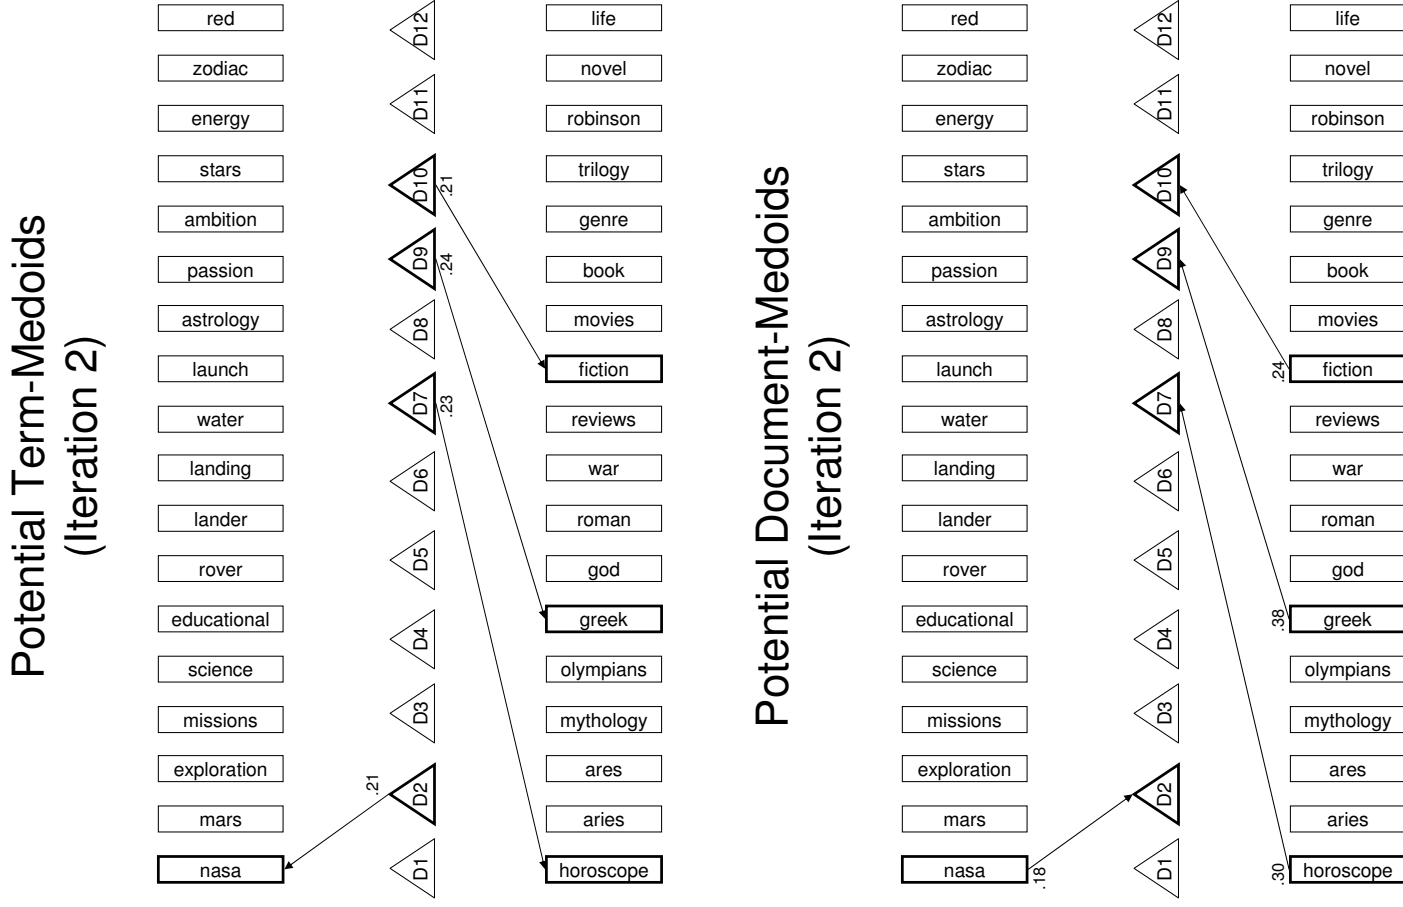 Potential Term-Medoids
(Iteration 2)
red
zodiac
energy
stars
ambition
passion
astrology
launch
water
landing
lander
rover
educational
science
missions
exploration
mars
nasa
D12
D11
D10
.21
D9
.24
D8
D7
.23
D6
D5
D4
D3
.21
D2
D1
life
novel
robinson
trilogy
genre
book
movies
fiction
reviews
war
roman
god
greek
olympians
mythology
ares
aries
horoscope
Potential Document-Medoids
(Iteration 2)
red
zodiac
energy
stars
ambition
passion
astrology
launch
water
landing
lander
rover
educational
science
missions
exploration
mars
nasa
.18
D12
D11
D10
D9
D8
D7
D6
D5
D4
D3
D2
D1
life
novel
robinson
trilogy
genre
book
movies
.24
fiction
reviews
war
roman
god
.38
greek
olympians
mythology
ares
aries
.30
horoscope